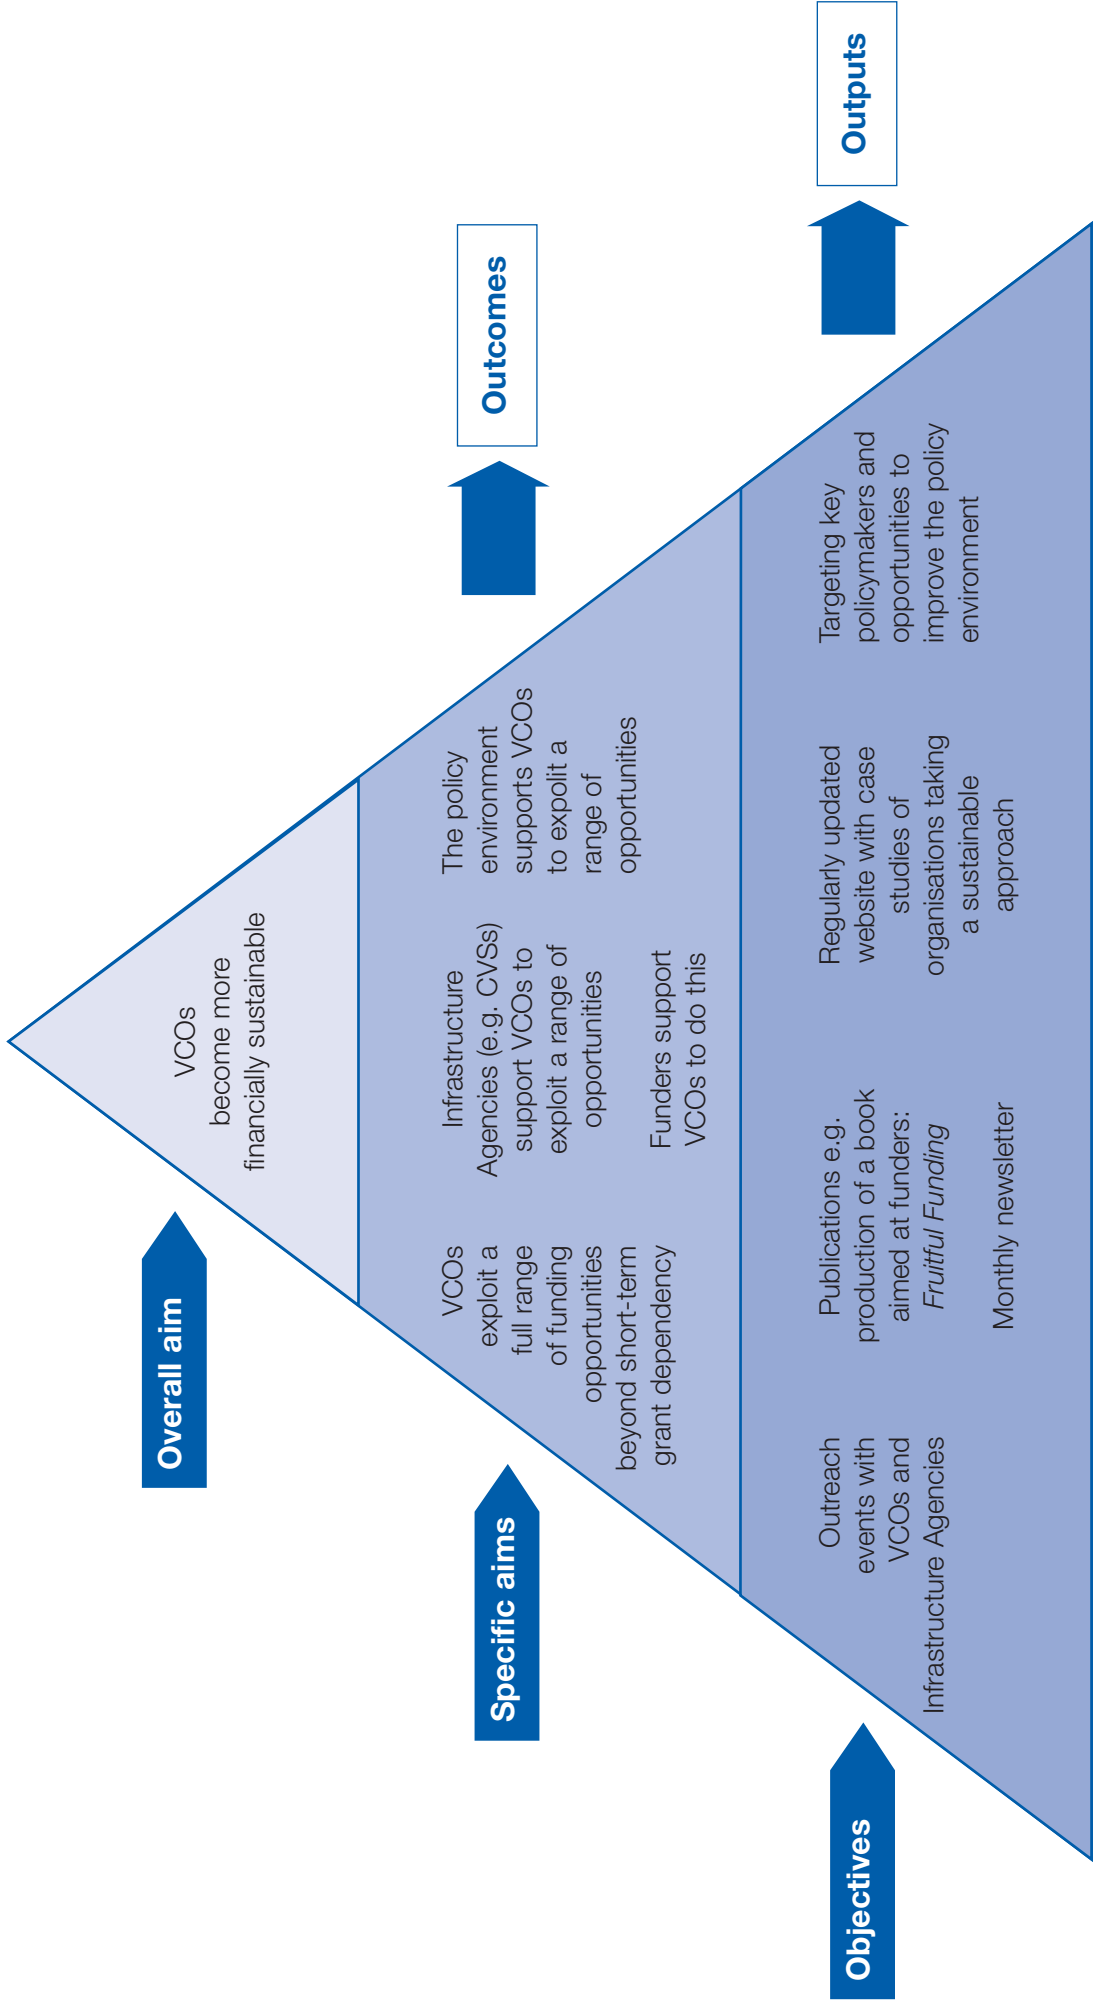 Overall aim
VCOs
become more
financially sustainable
Specific aims
VCOs
exploit a
full range
of funding
opportunities
beyond short-term
grant dependency
Infrastructure
Agencies (e.g. CVSs)
support VCOs to
exploit a range of
opportunities
Funders support
VCOs to do this
The policy
environment
supports VCOs
to expolit a
range of
opportunities
Outcomes
Objectives
Outreach
events with
VCOs and
Infrastructure Agencies
Publications e.g.
production of a book
aimed at funders:
Fruitful Funding
Monthly newsletter
Regularly updated
website with case
studies of
organisations taking
a sustainable
approach
Targeting key
policymakers and
opportunities to
improve the policy
environment
Outputs